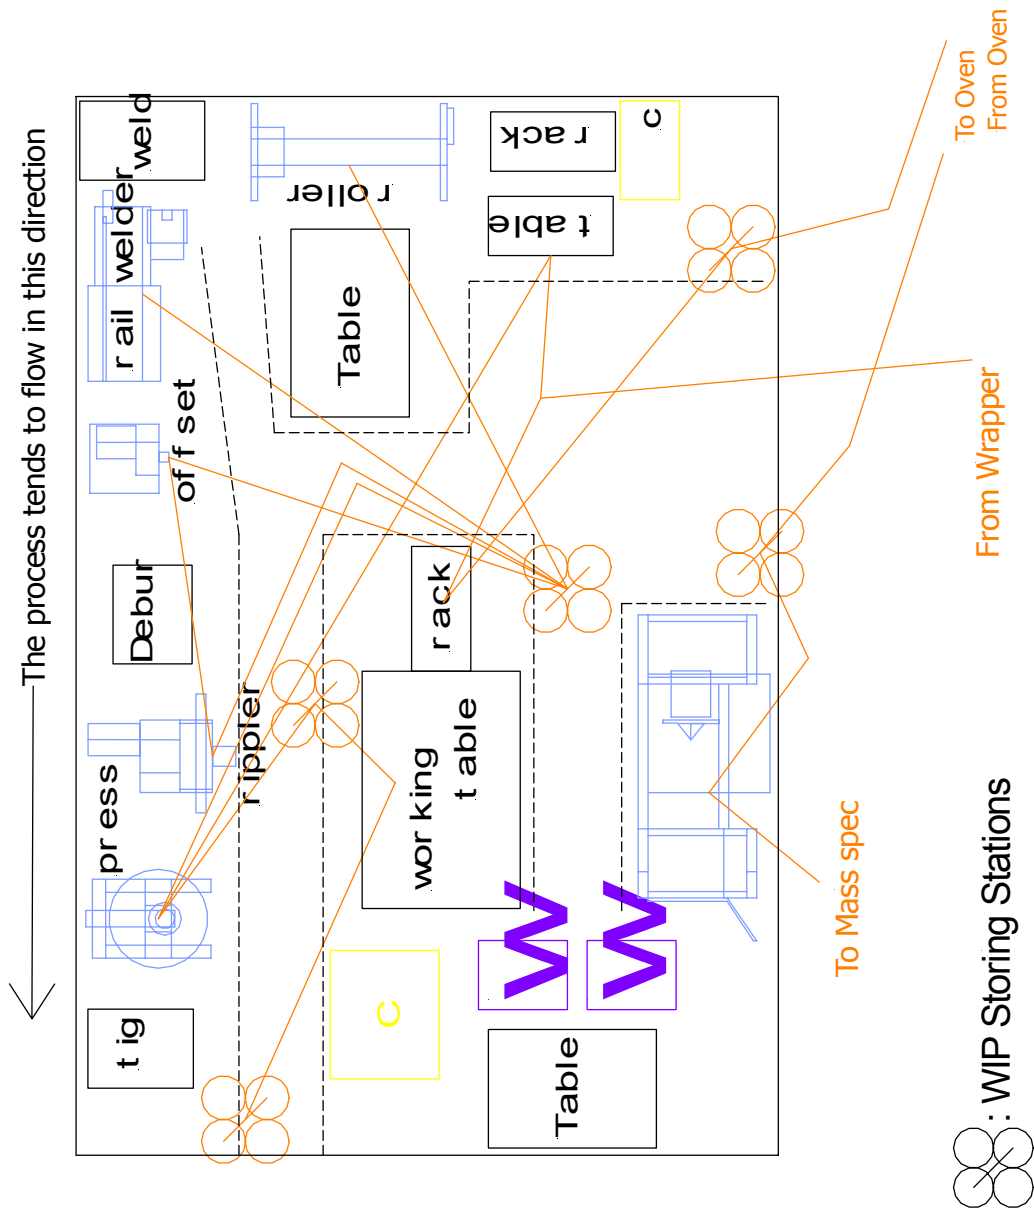 The process tends to flow in this direction
weld
rail welder
offset
Debur
rippler
press
tig
roller
Table
rack
table
c
To Oven
From Oven
From Wrapper
rack
working
table
C
W
W
Table
To Mass spec
: WIP Storing Stations